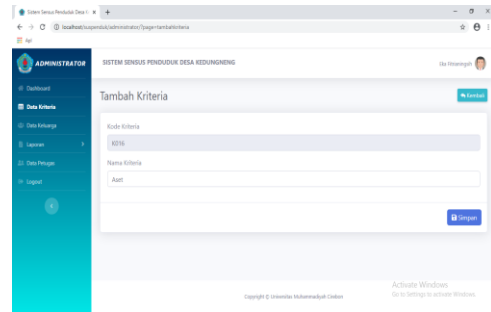 Sistem Sensus Penduduk Desa K
localhost/suspenduk/administrator/?page=tambahkriteria
Apl
ADMINISTRATOR
SISTEM SENSUS PENDUDUK DESA KEDUNGNENG
Dashboard
Data Kriteria
Data Keluarga
Laporan
Data Petugas
Logout
Tambah Kriteria
Kembali
Kode Kriteria
K016
Nama Kriteria
Aset
Simpan
Activate Windows
Go to Settings to activate Windows.
Copyright © Universitas Muhammadiyah Cirebon